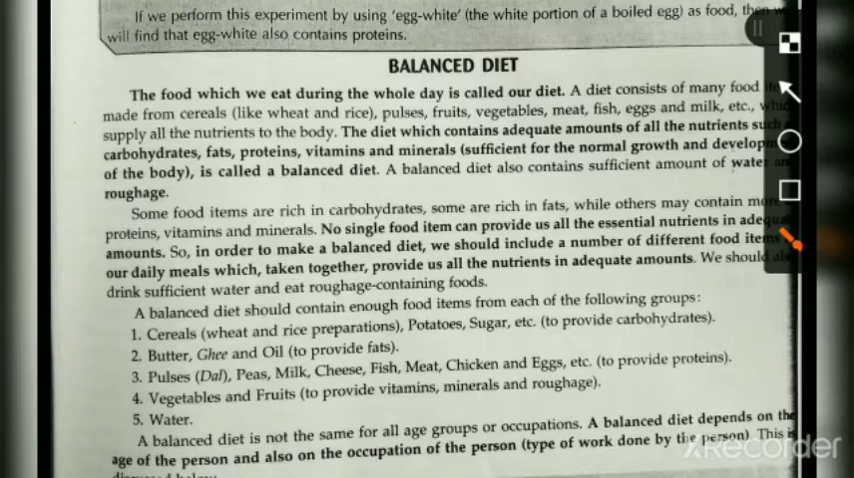 If we perform this experiment by using 'egg-white' (the white portion of a boiled egg) as food, then
will find that egg-white also contains proteins.
BALANCED DIET
The food which we eat during the whole day is called our diet. A diet consists of many food
made from cereals (like wheat and rice), pulses, fruits, vegetables, meat, fish, eggs and milk, etc.,
supply all the nutrients to the body. The diet which contains adequate amounts of all the nutrients
carbohydrates, fats, proteins, vitamins and minerals (sufficient for the normal growth and
of the body), is called a balanced diet. A balanced diet also contains sufficient amount of water
roughage.
Some food items are rich in carbohydrates, some are rich in fats, while others may contain
proteins, vitamins and minerals. No single food item can provide us all the essential nutrients in
amounts. So, in order to make a balanced diet, we should include a number of different food items
our daily meals which, taken together, provide us all the nutrients in adequate amounts. We should
drink sufficient water and eat roughage-containing foods.
A balanced diet should contain enough food items from each of the following groups:
1. Cereals (wheat and rice preparations), Potatoes, Sugar, etc. (to provide carbohydrates).
2. Butter, Ghee and Oil (to provide fats).
3. Pulses (Dal), Peas, Milk, Cheese, Fish, Meat, Chicken and Eggs, etc. (to provide proteins).
4. Vegetables and Fruits (to provide vitamins, minerals and roughage).
5. Water.
A balanced diet is not the same for all age groups or occupations. A balanced diet depends on the
age of the person and also on the occupation of the person (type of work done by the person). This is
XRecorder